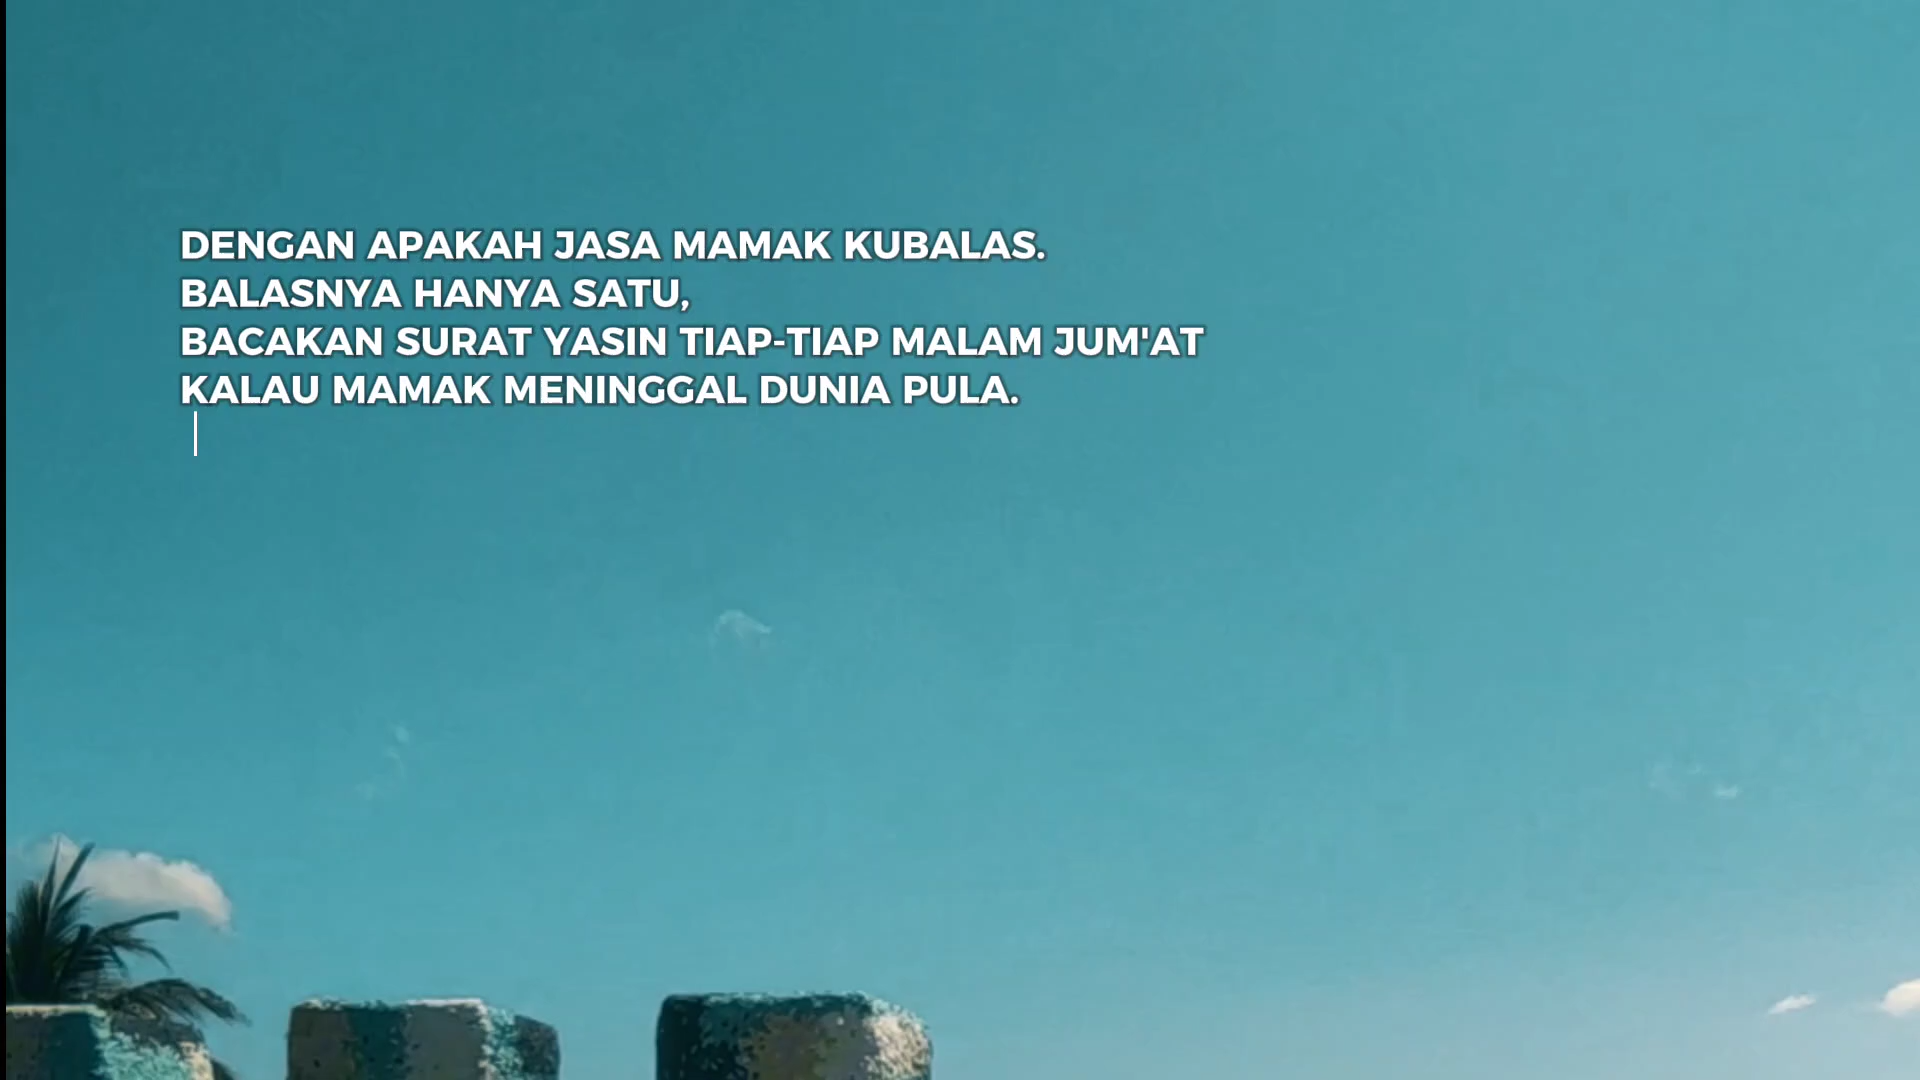 DENGAN APAKAH JASA MAMAK KUBALAS.
BALASNYA HANYA SATU,
BACAKAN SURAT YASIN TIAP-TIAP MALAM JUM'AT
KALAU MAMAK MENINGGAL DUNIA PULA.